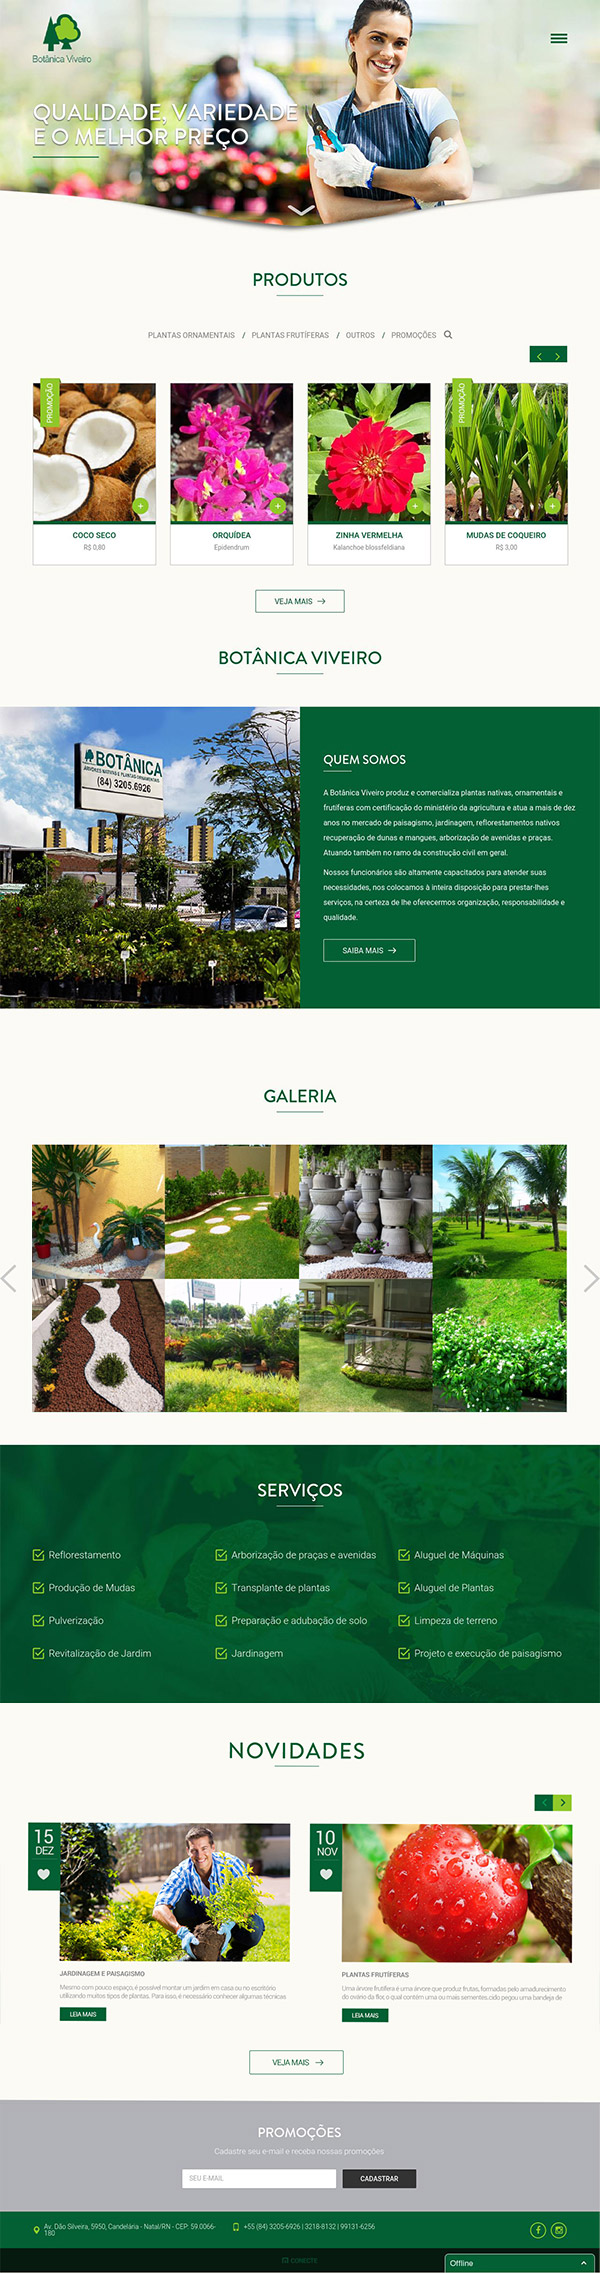 Botânica Viveiro
QUALIDADE, VARIEDADE
E O MELHOR PREÇO
PRODUTOS
PLANTAS ORNAMENTAIS / PLANTAS FRUTÍFERAS / OUTROS / PROMOÇÕES
PROMOÇÃO
PROMOÇÃO
COCO SECO
R$ 0,80
ORQUÍDEA
Epidendrum
ZINHA VERMELHA
Kalanchoe blossfeldiana
MUDAS DE COQUEIRO
R$ 3,00
VEJA MAIS
BOTÂNICA VIVEIRO
BOTÂNICA
ÁRVORES NATIVAS E PLANTAS ORNAMENTAIS
(84) 3205.6926
QUEM SOMOS
A Botânica Viveiro produz e comercializa plantas nativas, ornamentais e
frutíferas com certificação do ministério da agricultura e atua a mais de dez
anos no mercado de paisagismo, jardinagem, reflorestamentos nativos
recuperação de dunas e mangues, arborização de avenidas e praças.
Atuando também no ramo da construção civil em geral.
Nossos funcionários são altamente capacitados para atender suas
necessidades, nos colocamos à inteira disposição para prestar-lhes
serviços, na certeza de lhe oferecermos organização, responsabilidade e
qualidade.
SAIBA MAIS
GALERIA
SERVIÇOS
Reflorestamento
Arborização de praças e avenidas
Aluguel de Máquinas
Produção de Mudas
Transplante de plantas
Aluguel de Plantas
Pulverização
Preparação e adubação de solo
Limpeza de terreno
Revitalização de Jardim
Jardinagem
Projeto e execução de paisagismo
NOVIDADES
15
DEZ
JARDINAGEM E PAISAGISMO
Mesmo com pouco espaço, é possível montar um jardim em casa ou no escritório
utilizando muitos tipos de plantas. Para isso, é necessário conhecer algumas técnicas
LEIA MAIS
10
NOV
PLANTAS FRUTÍFERAS
Uma árvore frutífera é uma árvore que produz frutas, formadas pelo amadurecimento
do ovário da flor, o qual contém uma ou mais sementes.cido pegou uma bandeja de
LEIA MAIS
VEJA MAIS
PROMOÇÕES
Cadastre seu e-mail e receba nossas promoções
SEU E-MAIL
CADASTRAR
Av. Dão Silveira, 5950, Candelária - Natal/RN - CEP: 59.0066-
180
+55 (84) 3205-6926 | 3218-8132 | 99131-6256
CONECTE
Offline